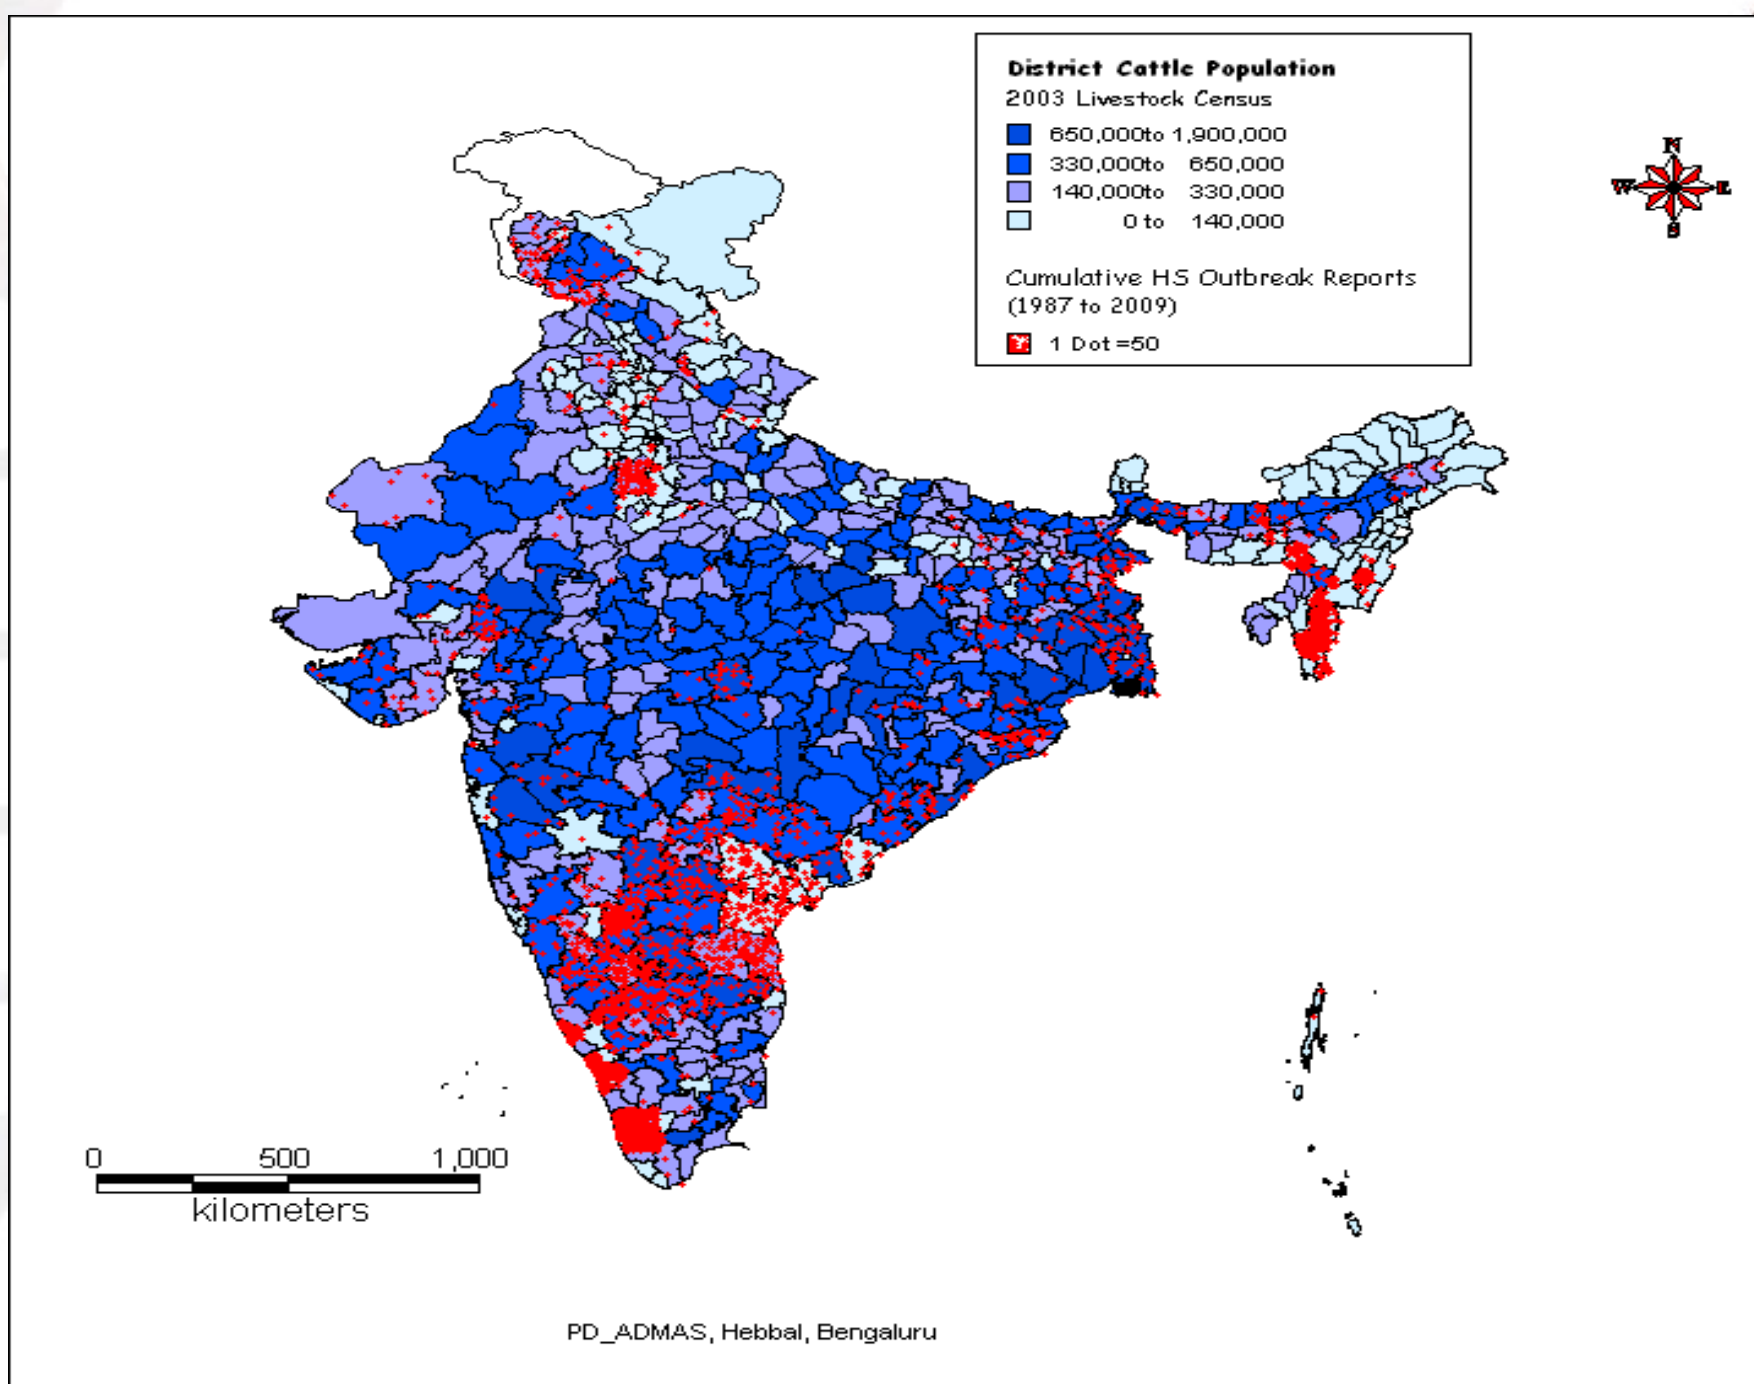 District Cattle Population
2003 Livestock Census
650,000to 1,900,000
330,000to 650,000
140,000to 330,000
0 to 140,000
Cumulative HS Outbreak Reports
(1987 to 2009)
1 Dot =50
N
W E
S
0 500 1,000
kilometers
PD_ADMAS, Hebbal, Bengaluru